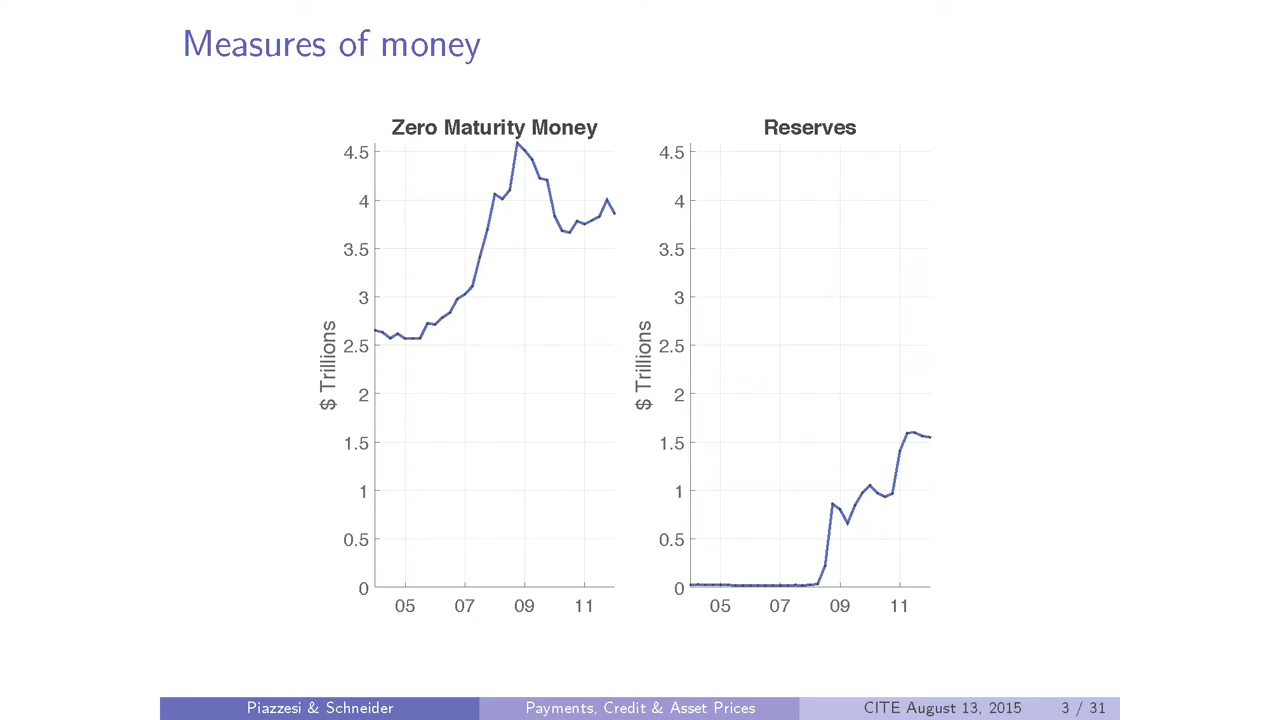 Measures of money
Zero Maturity Money
4.5
4
3.5
3
2.5
2
1.5
1
0.5
0
$ Trillions
05 07 09 11
Reserves
4.5
4
3.5
3
2.5
2
1.5
1
0.5
0
$ Trillions
05 07 09 11
Piazzesi & Schneider Payments, Credit & Asset Prices CITE August 13, 2015 3 / 31